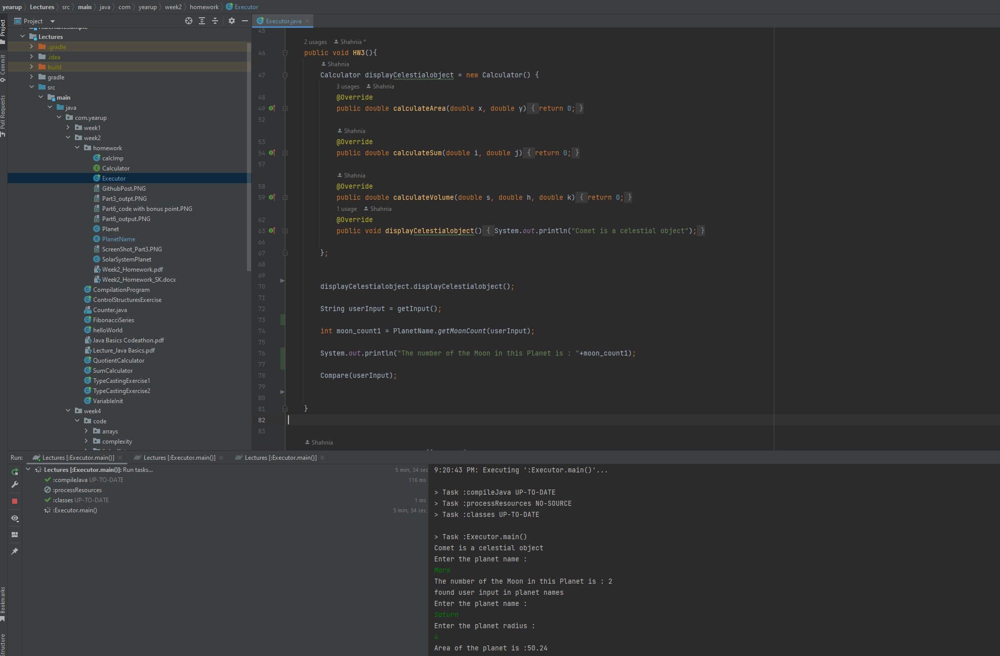 yearup Lectures src main java com yearup week2 homework Executor
Project
Executor.java
HibernateSample
Lectures
.gradle
.idea
build
gradle
src
main
java
com.yearup
week1
week2
homework
calcImp
Calculator
Executor
GithubPost.PNG
Part3_outpt.PNG
Part6_code with bonus point.PNG
Part6_output.PNG
Planet
PlanetName
ScreenShot_Part3.PNG
SolarSystemPlanet
Week2_Homework.pdf
Week2_Homework_SK.docx
CompilationProgram
ControlStructuresExercise
Counter.java
FibonacciSeries
helloWorld
Java Basics Codeathon.pdf
Lecture_Java Basics.pdf
QuotientCalculator
SumCalculator
TypeCastingExercise1
TypeCastingExercise2
VariableInit
week4
code
arrays
complexity
Project
Commit
Pull Requests
Bookmarks
Structure
45
2 usages Shahnia *
46 public void HW3(){
Shahnia
47 Calculator displayCelestialobject = new Calculator() {
3 usages Shahnia
48 @Override
49 public double calculateArea(double x, double y) { return 0; }
52
Shahnia
53 @Override
54 public double calculateSum(double i, double j) { return 0; }
57
Shahnia
58 @Override
59 public double calculateVolume(double s, double h, double k) { return 0; }
1 usage Shahnia
62 @Override
63 public void displayCelestialobject() { System.out.println("Comet is a celestial object"); }
66
67 };
68
69
70 displayCelestialobject.displayCelestialobject();
71
72 String userInput = getInput();
73
74 int moon_count1 = PlanetName.getMoonCount(userInput);
75
76 System.out.println("The number of the Moon in this Planet is : "+moon_count1);
77
78 Compare(userInput);
79
80
81 }
82
83
Shahnia
Run: Lectures [:Executor.main()] Lectures [:Executor.main()] Lectures [:Executor.main()]
Lectures [:Executor.main()]: Run tasks... 5 min, 34 sec
:compileJava UP-TO-DATE 116 ms
:processResources
:classes UP-TO-DATE 1 ms
:Executor.main() 5 min, 34 sec
9:20:43 PM: Executing ':Executor.main()'...
> Task :compileJava UP-TO-DATE
> Task :processResources NO-SOURCE
> Task :classes UP-TO-DATE
> Task :Executor.main()
Comet is a celestial object
Enter the planet name :
Mars
The number of the Moon in this Planet is : 2
found user input in planet names
Enter the planet name :
Saturn
Enter the planet radius :
4
Area of the planet is :50.24